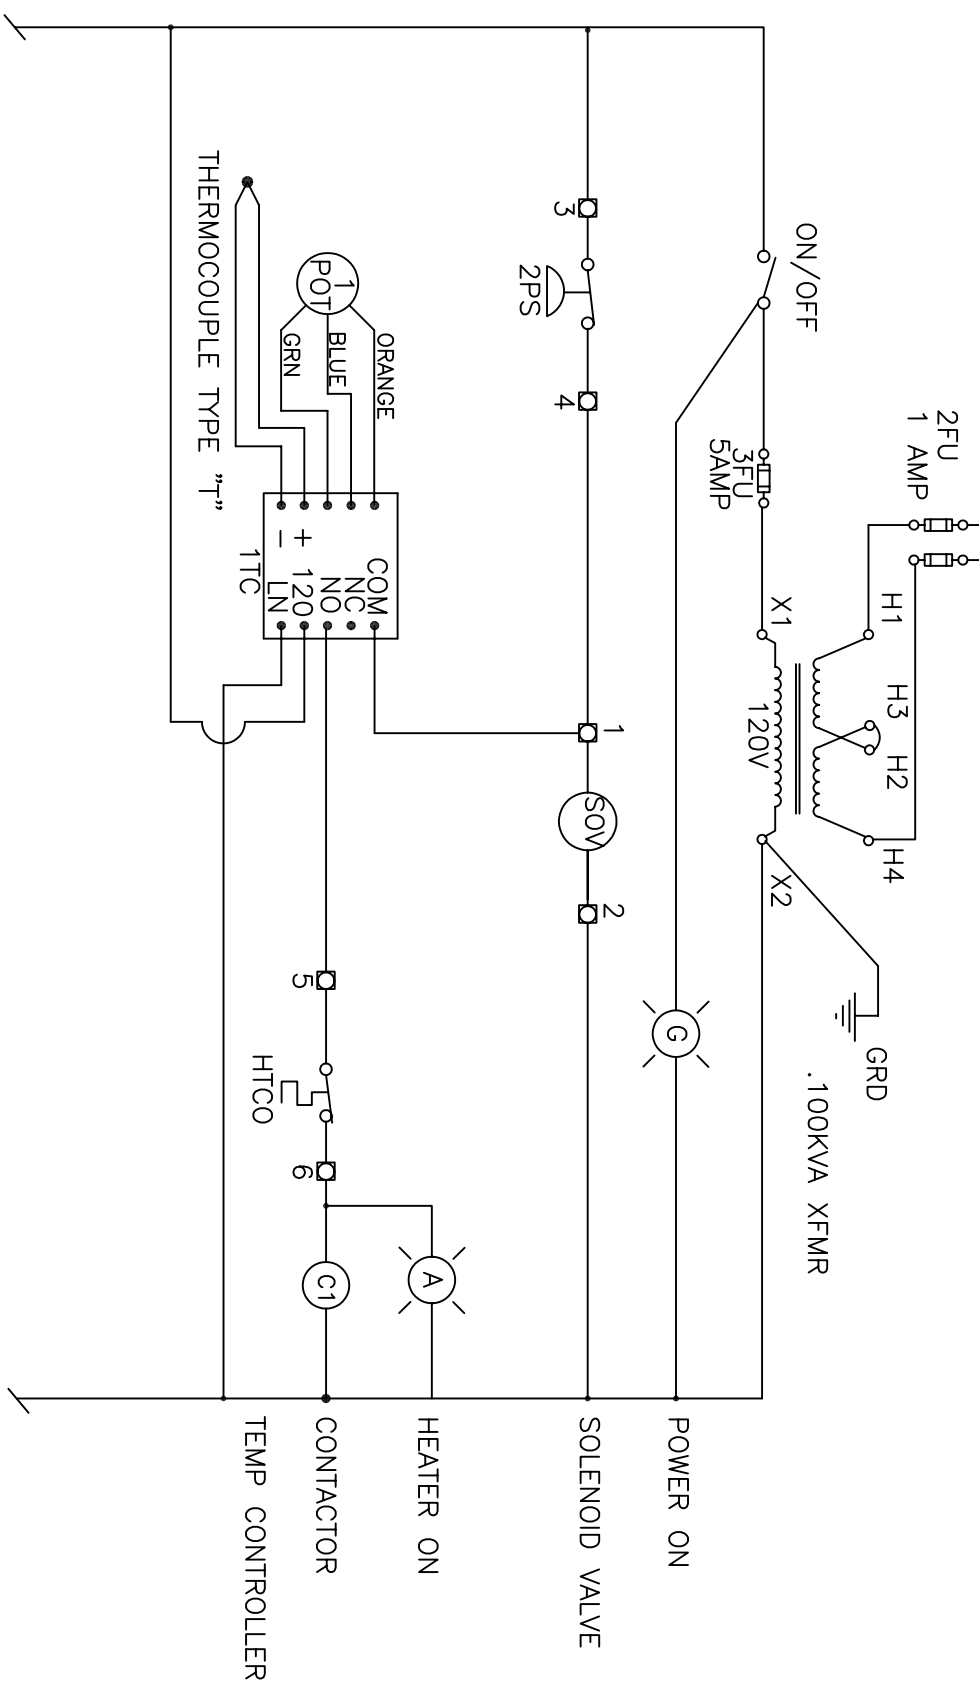 2FU
1 AMP
H1
H3
H2
H4
GRD
.100KVA XFMR
ON/OFF
3FU
5AMP
X1
120V
X2
G
POWER ON
3
2PS
4
1
SOV
2
SOLENOID VALVE
A
HEATER ON
1
POT
ORANGE
BLUE
GRN
COM
NC
NO
+ 120
- LN
1TC
5
HTCO
6
C1
CONTACTOR
THERMOCOUPLE TYPE "T"
TEMP CONTROLLER